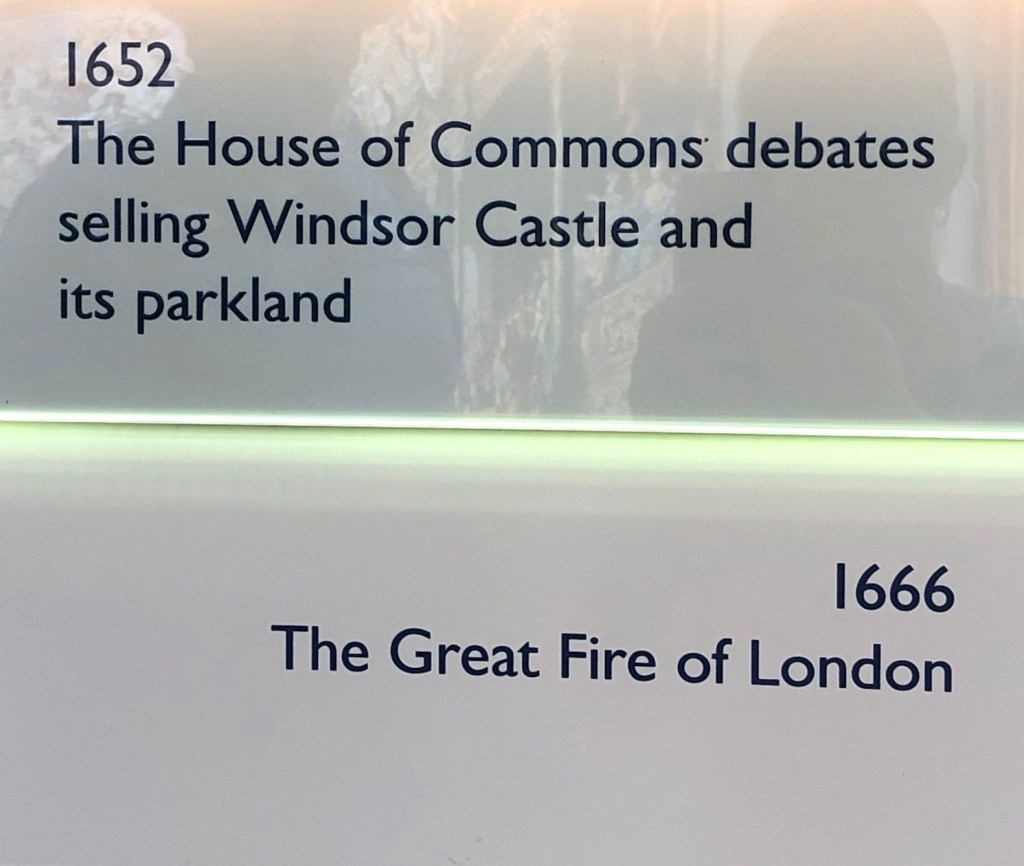 1652
The House of Commons debates
selling Windsor Castle and
its parkland
1666
The Great Fire of London